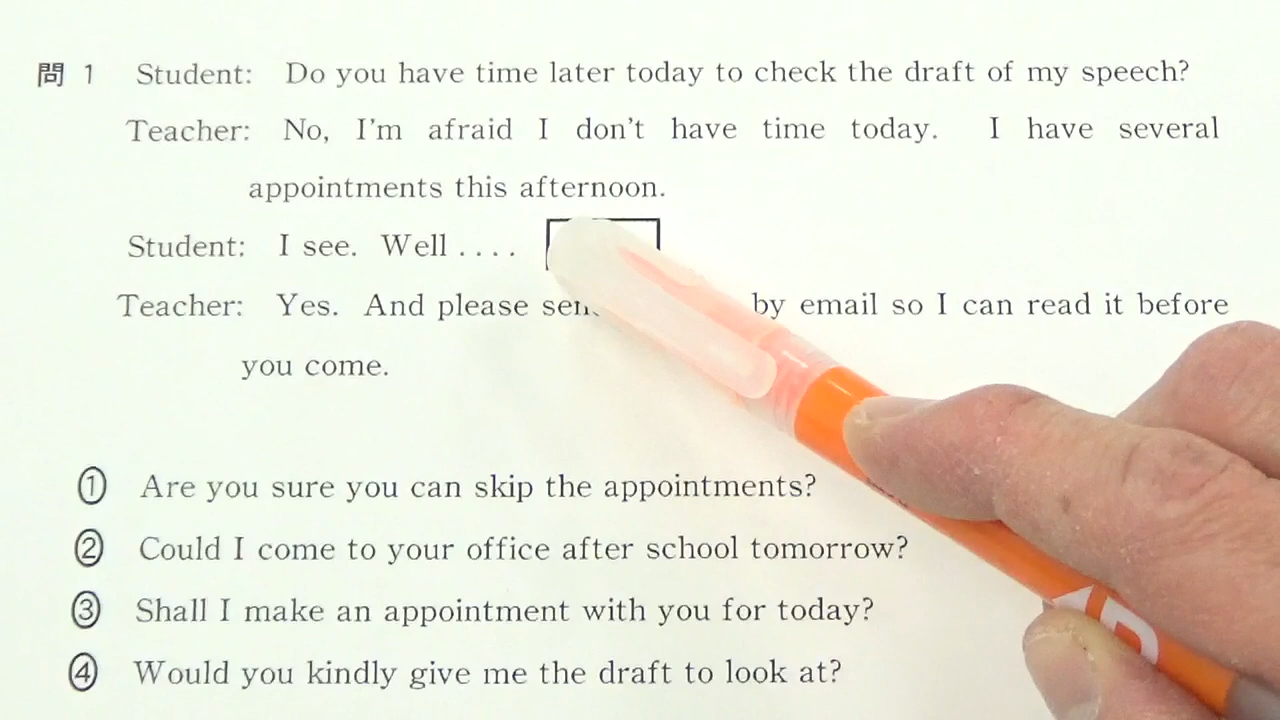 問 1 Student: Do you have time later today to check the draft of my speech?
Teacher: No, I'm afraid I don't have time today. I have several
appointments this afternoon.
Student: I see. Well ....
Teacher: Yes. And please by email so I can read it before
you come.
① Are you sure you can skip the appointments?
② Could I come to your office after school tomorrow?
③ Shall I make an appointment with you for today?
④ Would you kindly give me the draft to look at?